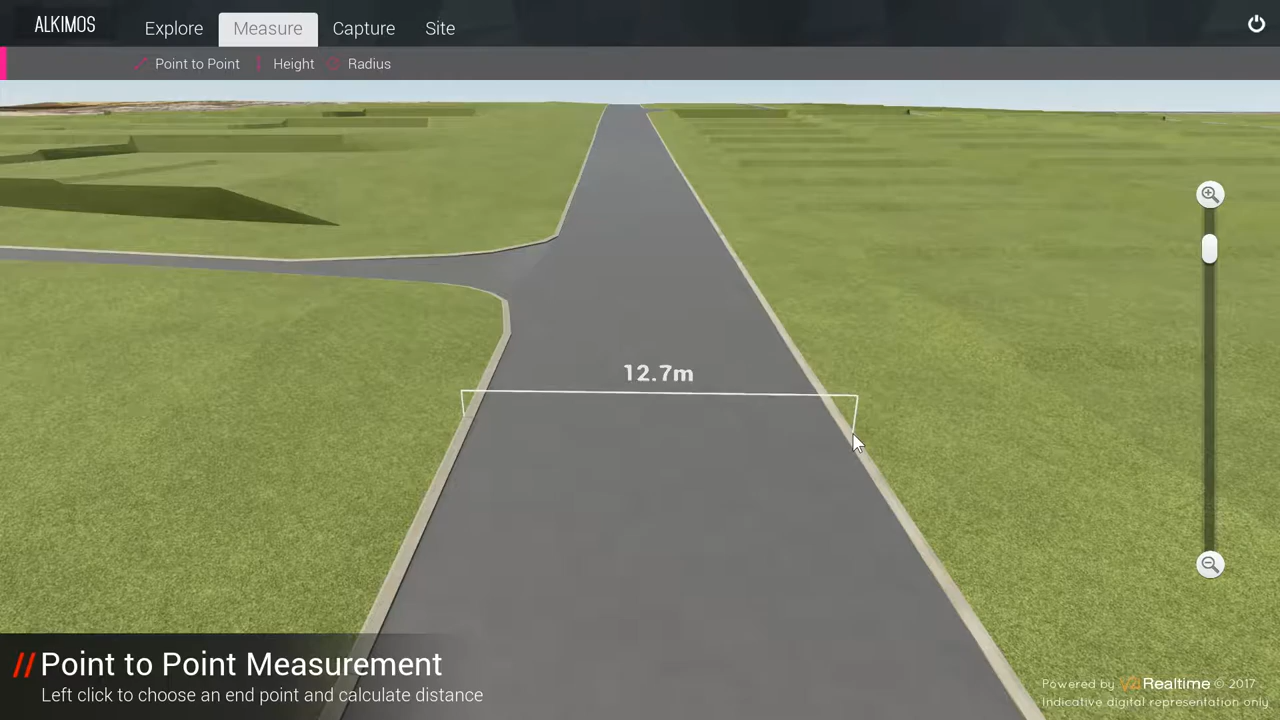 ALKIMOS
Explore Measure Capture Site
Point to Point Height Radius
12.7m
// Point to Point Measurement
Left click to choose an end point and calculate distance
Powered by V2i Realtime © 2017
Indicative digital representation only